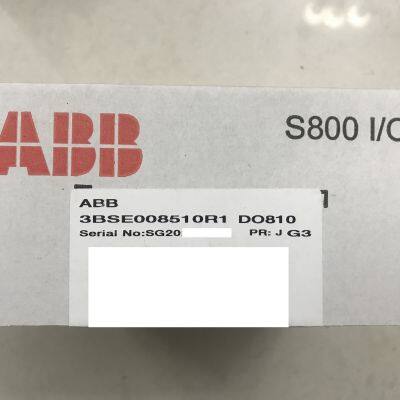 ABB
S800 I/O
ABB
3BSE008510R1 DO810
Serial No:SG20
PR: J G3